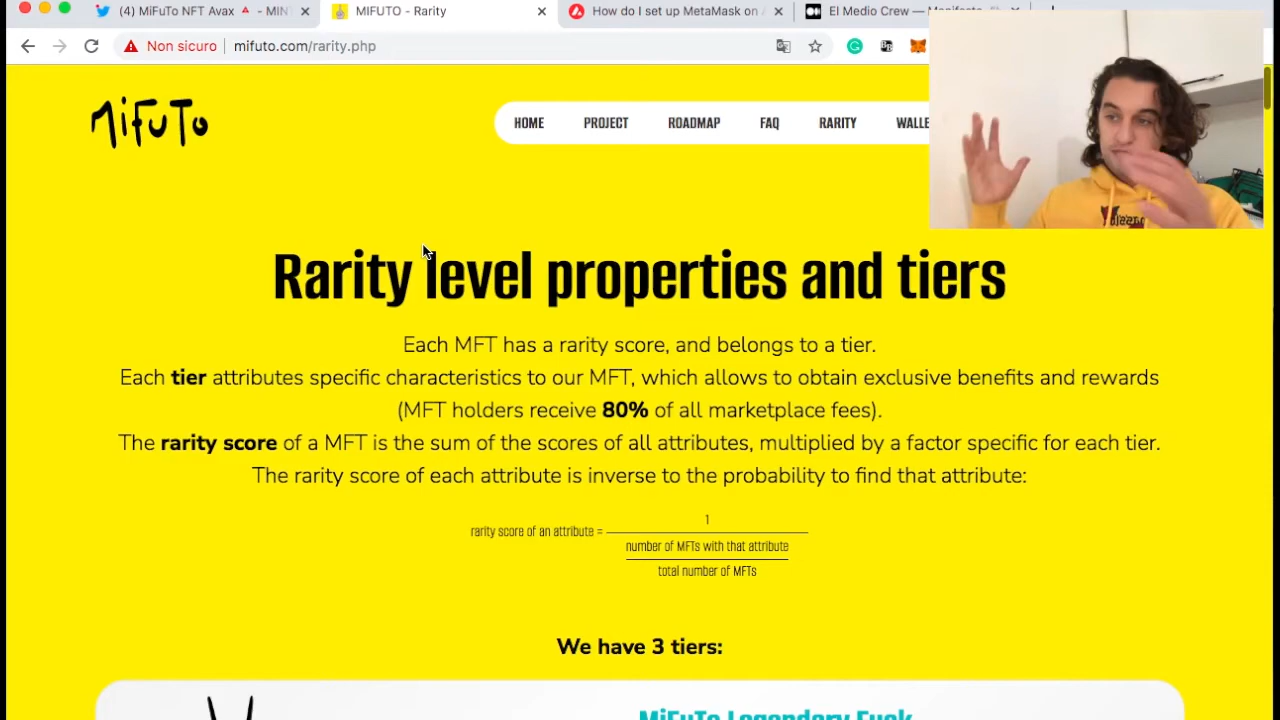 (4) MiFuTo NFT Avax
MIFUTO - Rarity
How do I set up MetaMask on
El Medio Crew — Manifesto
Non sicuro
mifuto.com/rarity.php
MiFuTo
HOME
PROJECT
ROADMAP
FAQ
RARITY
Rarity level properties and tiers
Each MFT has a rarity score, and belongs to a tier.
Each tier attributes specific characteristics to our MFT, which allows to obtain exclusive benefits and rewards
(MFT holders receive 80% of all marketplace fees).
The rarity score of a MFT is the sum of the scores of all attributes, multiplied by a factor specific for each tier.
The rarity score of each attribute is inverse to the probability to find that attribute:
1
rarity score of an attribute =
number of MFTs with that attribute
total number of MFTs
We have 3 tiers:
MiFuTo Legendary Fuck